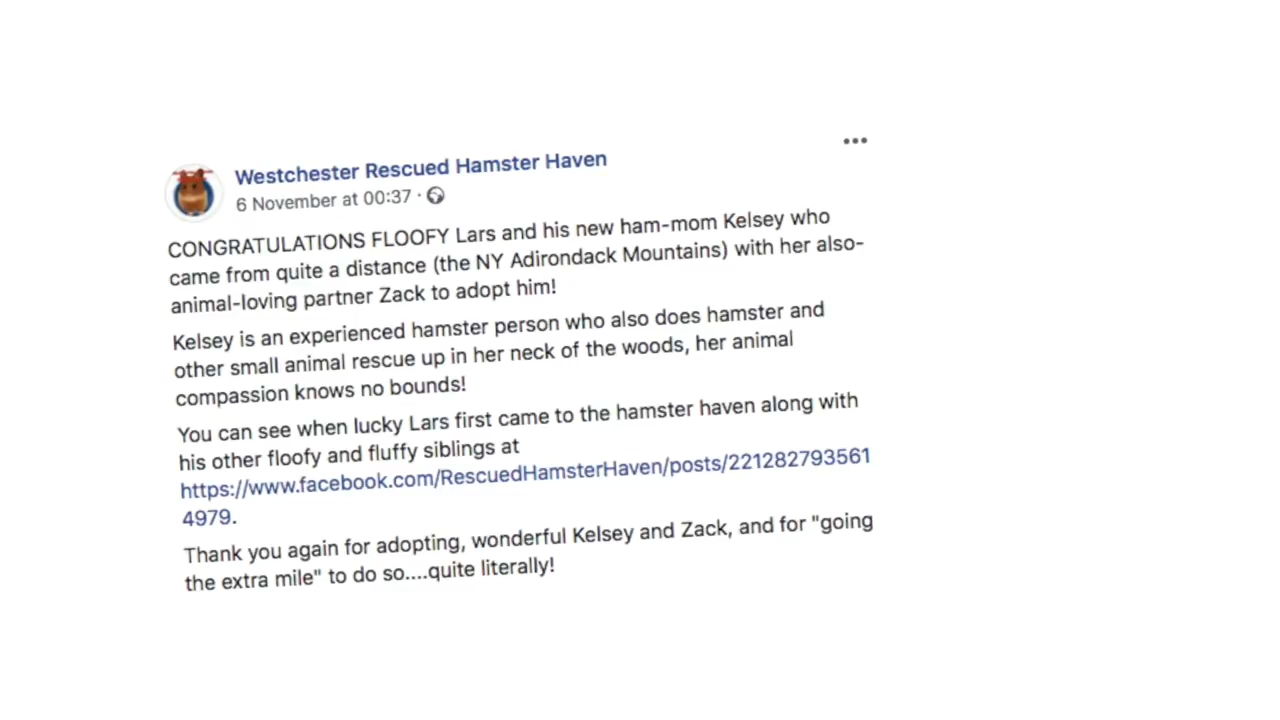 Westchester Rescued Hamster Haven
6 November at 00:37 ·
CONGRATULATIONS FLOOFY Lars and his new ham-mom Kelsey who
came from quite a distance (the NY Adirondack Mountains) with her also-
animal-loving partner Zack to adopt him!
Kelsey is an experienced hamster person who also does hamster and
other small animal rescue up in her neck of the woods, her animal
compassion knows no bounds!
You can see when lucky Lars first came to the hamster haven along with
his other floofy and fluffy siblings at
https://www.facebook.com/RescuedHamsterHaven/posts/221282793561
4979.
Thank you again for adopting, wonderful Kelsey and Zack, and for "going
the extra mile" to do so....quite literally!